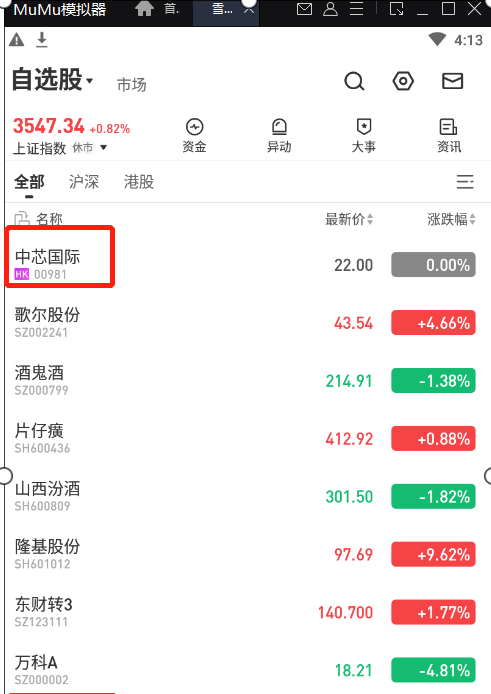 MuMu模拟器 首. 雪...
4:13
自选股 市场
3547.34 +0.82%
上证指数 休市
资金 异动 大事 资讯
全部 沪深 港股
名称 最新价 涨跌幅
中芯国际 22.00 0.00%
HK 00981
歌尔股份 43.54 +4.66%
SZ002241
酒鬼酒 214.91 -1.38%
SZ000799
片仔癀 412.92 +0.88%
SH600436
山西汾酒 301.50 -1.82%
SH600809
隆基股份 97.69 +9.62%
SH601012
东财转3 140.700 +1.77%
SZ123111
万科A 18.21 -4.81%
SZ000002